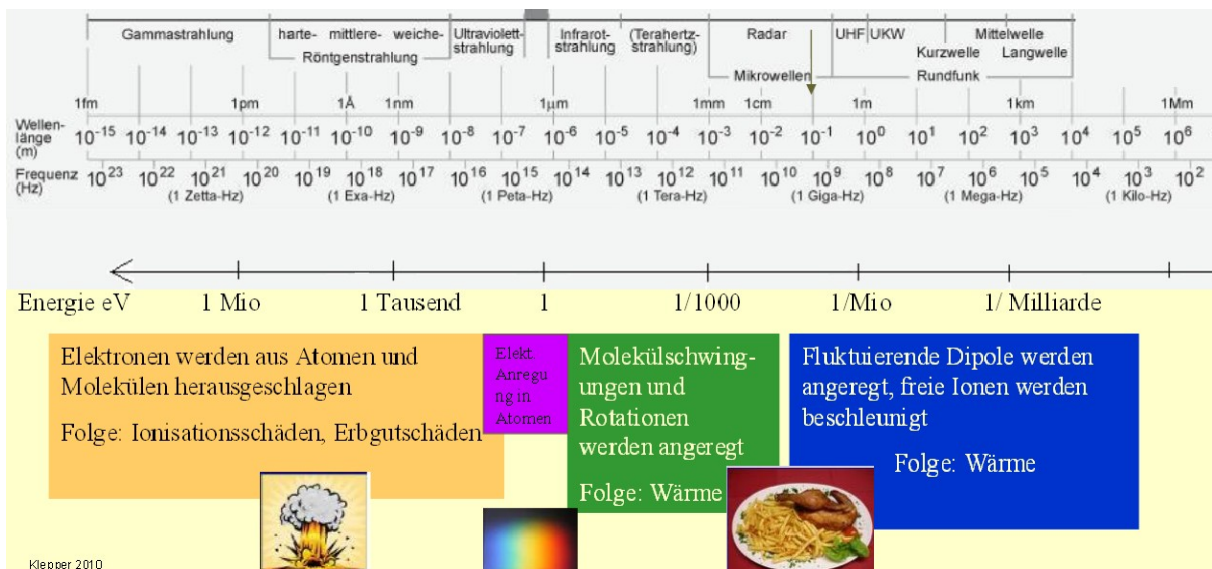 Gammastrahlung harte- mittlere- weiche- Ultraviolett- Infrarot- (Terahertz- Radar UHF UKW Mittelwelle
Röntgenstrahlung strahlung strahlung strahlung) Mikrowellen Kurzwelle Langwelle
Rundfunk
1fm 1pm 1Å 1nm 1µm 1mm 1cm 1m 1km 1Mm
Wellen-
länge
(m)
10⁻¹⁵ 10⁻¹⁴ 10⁻¹³ 10⁻¹² 10⁻¹¹ 10⁻¹⁰ 10⁻⁹ 10⁻⁸ 10⁻⁷ 10⁻⁶ 10⁻⁵ 10⁻⁴ 10⁻³ 10⁻² 10⁻¹ 10⁰ 10¹ 10² 10³ 10⁴ 10⁵ 10⁶
Frequenz
(Hz)
10²³ 10²² 10²¹ 10²⁰ 10¹⁹ 10¹⁸ 10¹⁷ 10¹⁶ 10¹⁵ 10¹⁴ 10¹³ 10¹² 10¹¹ 10¹⁰ 10⁹ 10⁸ 10⁷ 10⁶ 10⁵ 10⁴ 10³ 10²
(1 Zetta-Hz) (1 Exa-Hz) (1 Peta-Hz) (1 Tera-Hz) (1 Giga-Hz) (1 Mega-Hz) (1 Kilo-Hz)
Energie eV 1 Mio 1 Tausend 1 1/1000 1/Mio 1/ Milliarde
Elektronen werden aus Atomen und
Molekülen herausgeschlagen
Folge: Ionisationsschäden, Erbgutschäden
Elekt.
Anregu
ng in
Atomen
Molekülschwing-
ungen und
Rotationen
werden angeregt
Folge: Wärme
Fluktuierende Dipole werden
angeregt, freie Ionen werden
beschleunigt
Folge: Wärme
Klepper 2010